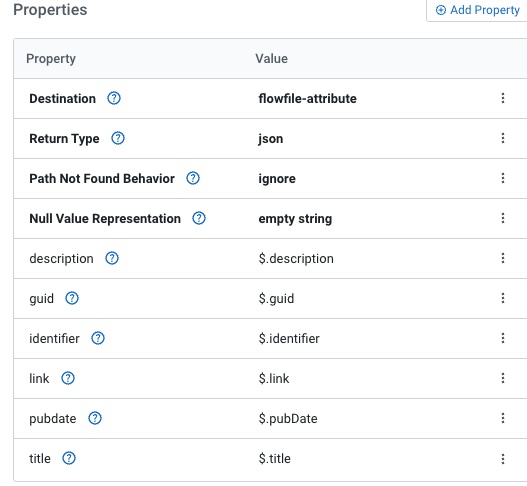 Properties
Add Property
Property Value
Destination ? flowfile-attribute
Return Type ? json
Path Not Found Behavior ? ignore
Null Value Representation ? empty string
description ? $.description
guid ? $.guid
identifier ? $.identifier
link ? $.link
pubdate ? $.pubDate
title ? $.title